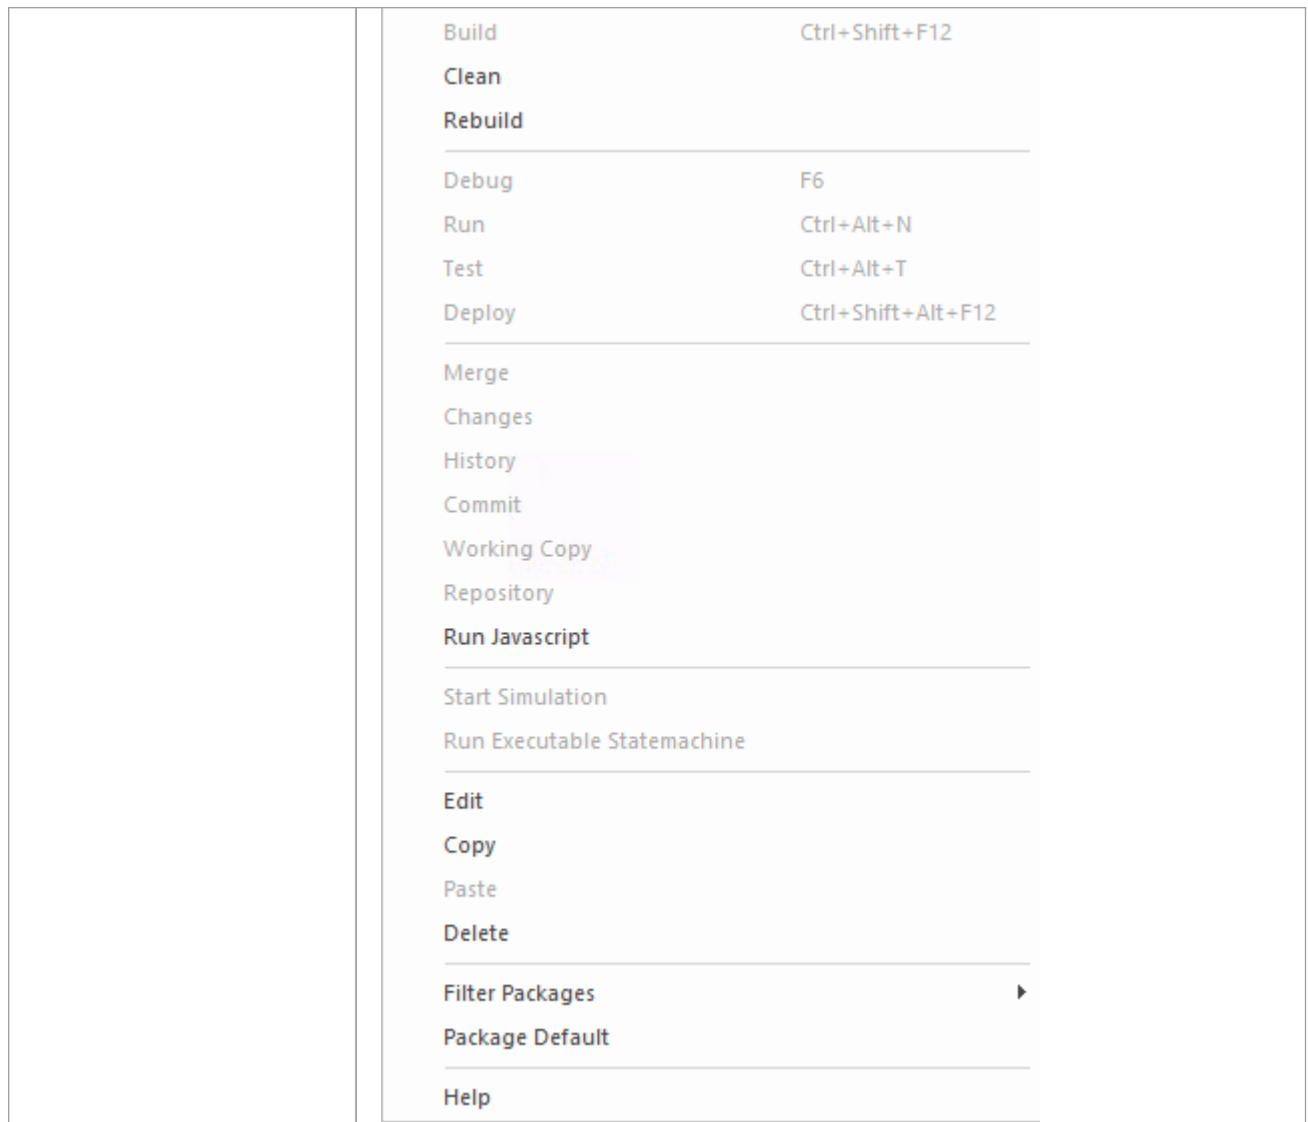 Build Ctrl+Shift+F12
Clean
Rebuild
Debug F6
Run Ctrl+Alt+N
Test Ctrl+Alt+T
Deploy Ctrl+Shift+Alt+F12
Merge
Changes
History
Commit
Working Copy
Repository
Run Javascript
Start Simulation
Run Executable Statemachine
Edit
Copy
Paste
Delete
Filter Packages
Package Default
Help